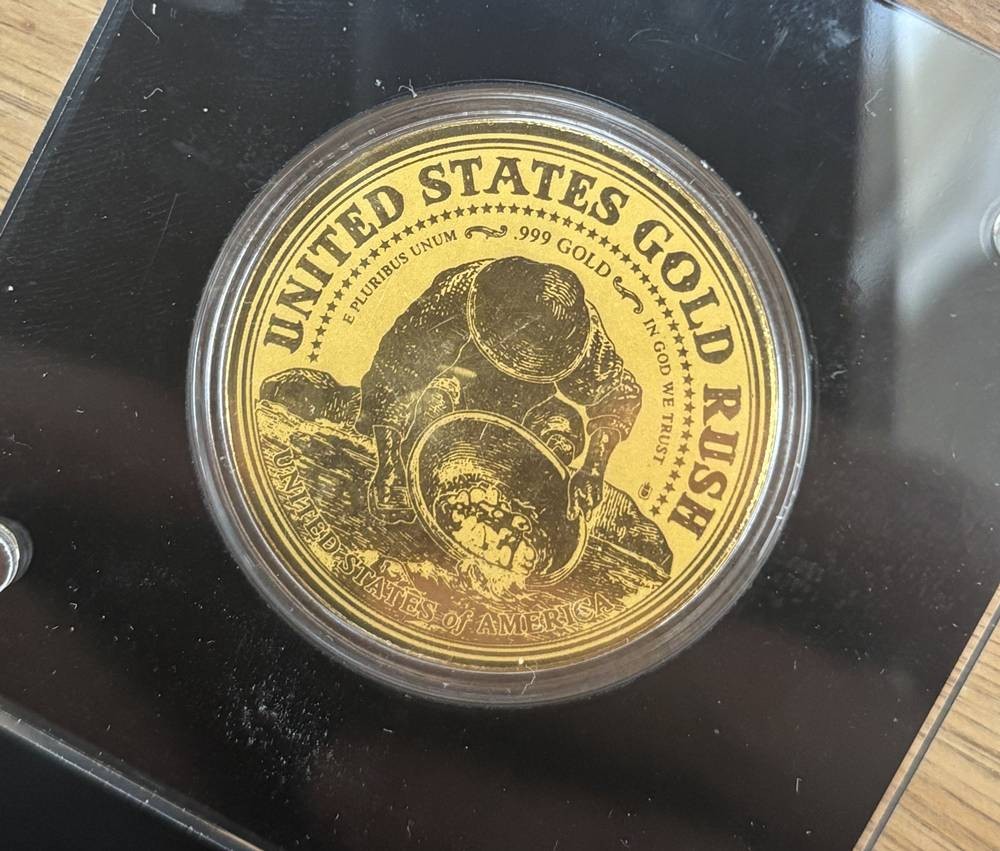 UNITED STATES GOLD RUSH
E PLURIBUS UNUM .999 GOLD IN GOD WE TRUST
UNITED STATES of AMERICA